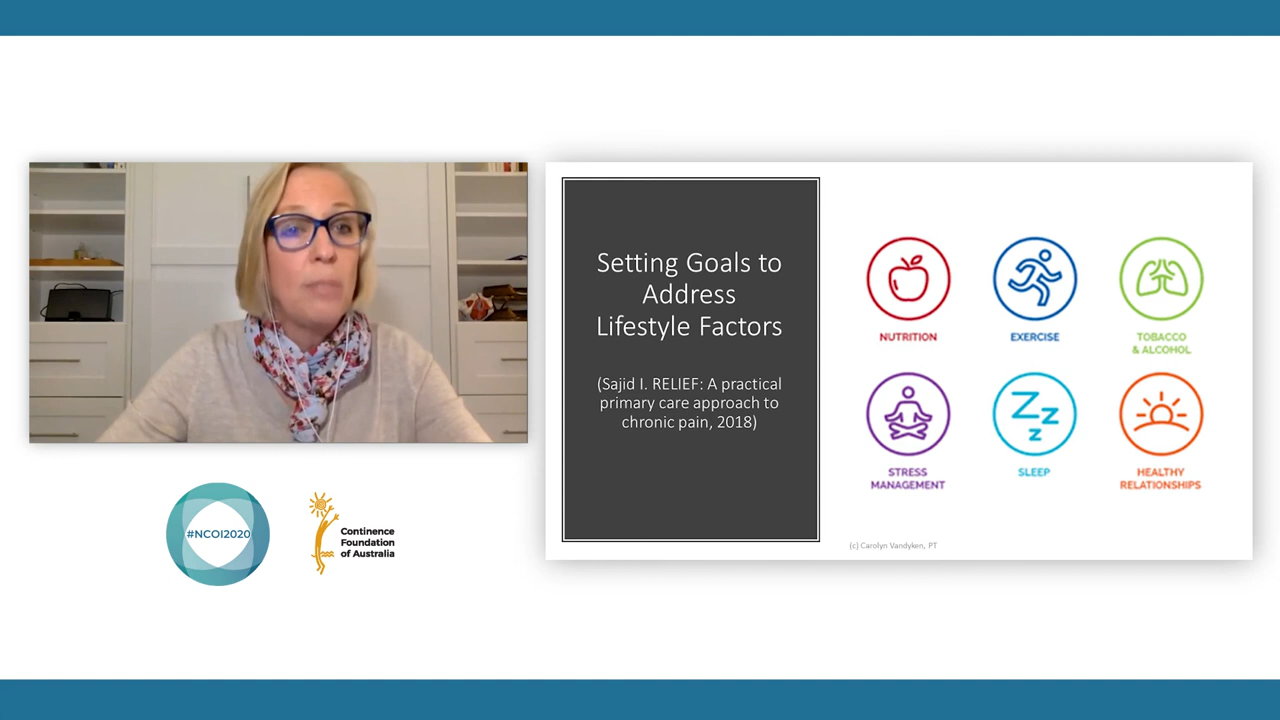 Setting Goals to
Address
Lifestyle Factors
(Sajid I. RELIEF: A practical
primary care approach to
chronic pain, 2018)
NUTRITION
EXERCISE
TOBACCO
& ALCOHOL
STRESS
MANAGEMENT
SLEEP
HEALTHY
RELATIONSHIPS
(c) Carolyn Vandyken, PT
#NCOI2020
Continence
Foundation
of Australia